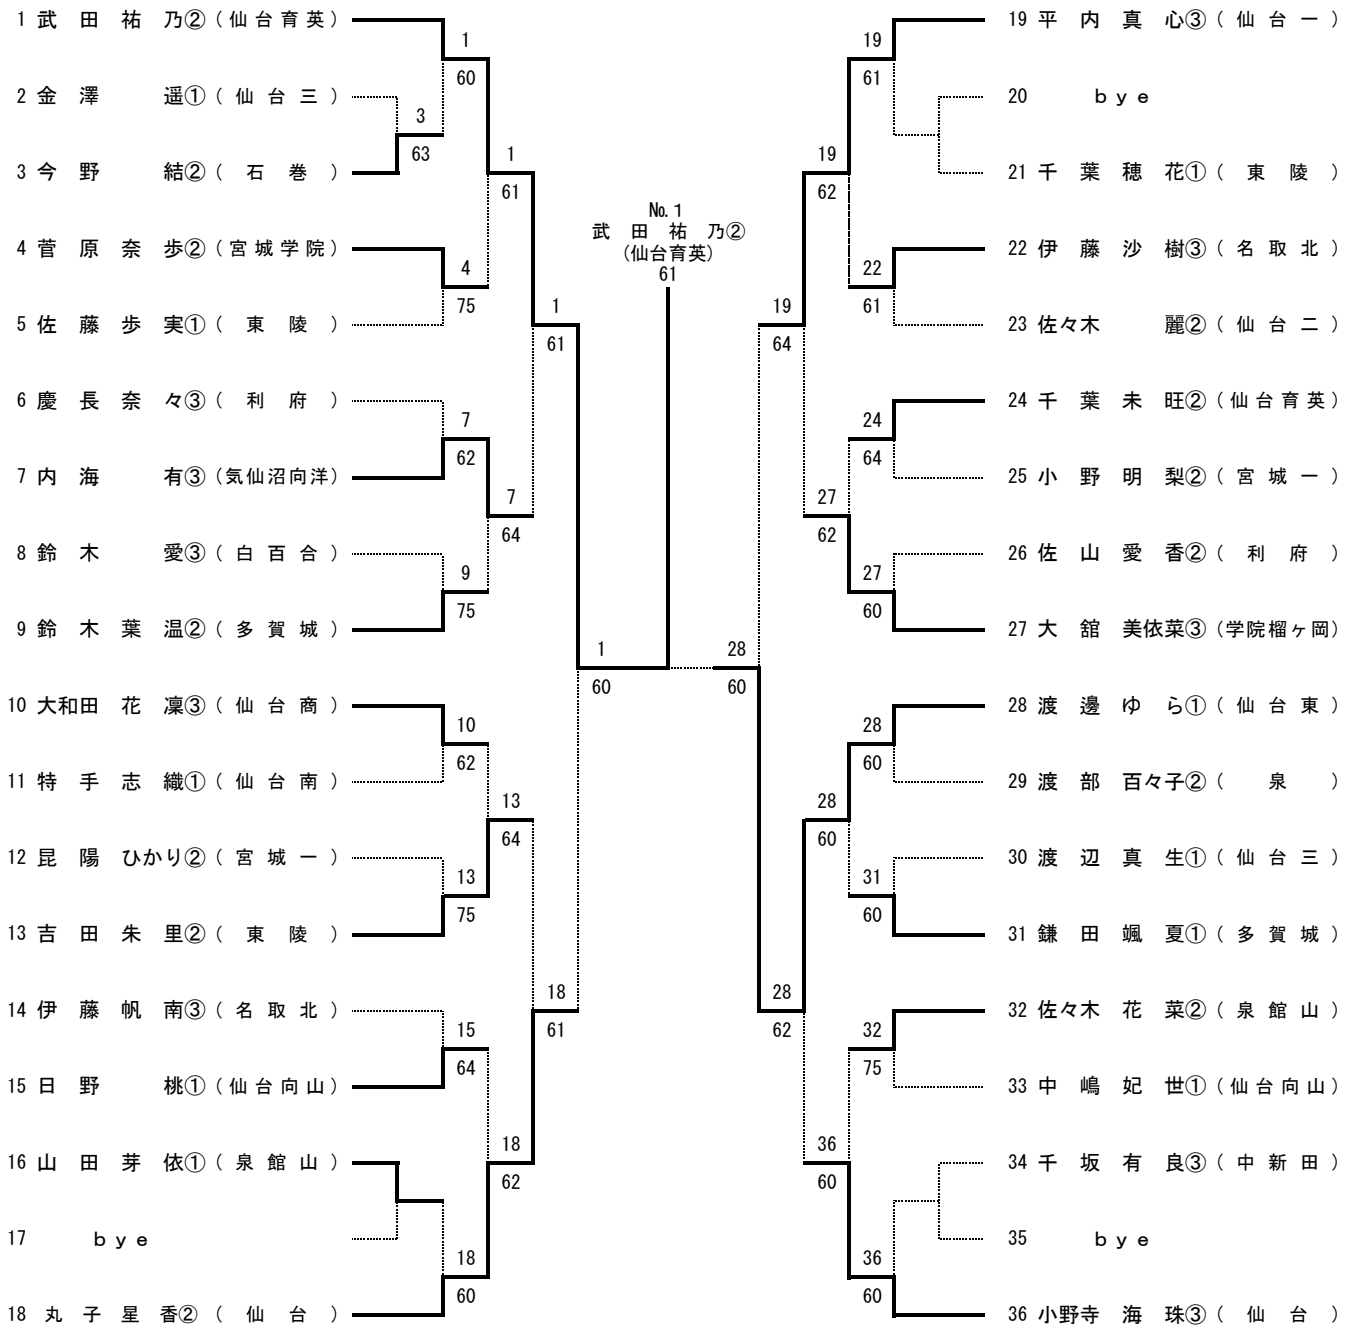 1 武田祐乃② (仙台育英)
2 金澤遥① (仙台三)
3 今野結② (石巻)
4 菅原奈歩② (宮城学院)
5 佐藤歩実① (東陵)
6 慶長奈々③ (利府)
7 内海有③ (気仙沼向洋)
8 鈴木愛③ (白百合)
9 鈴木葉温② (多賀城)
10 大和田花凜③ (仙台商)
11 特手志織① (仙台南)
12 昆陽ひかり② (宮城一)
13 吉田朱里② (東陵)
14 伊藤帆南③ (名取北)
15 日野桃① (仙台向山)
16 山田芽依① (泉館山)
17 bye
18 丸子星香② (仙台)
3
63
1
60
4
75
7
62
9
75
10
62
13
75
15
64
18
60
1
61
7
64
13
64
18
62
1
61
18
61
1
60
№1
武田祐乃②
(仙台育英)
61
28
60
19
64
28
62
19
62
27
62
28
60
36
60
19
61
22
61
24
64
27
60
28
60
31
60
32
75
36
60
19 平内真心③ (仙台一)
20 bye
21 千葉穂花① (東陵)
22 伊藤沙樹③ (名取北)
23 佐々木麗② (仙台二)
24 千葉未旺② (仙台育英)
25 小野明梨② (宮城一)
26 佐山愛香② (利府)
27 大舘美依菜③ (学院榴ヶ岡)
28 渡邊ゆら① (仙台東)
29 渡部百々子② (泉)
30 渡辺真生① (仙台三)
31 鎌田颯夏① (多賀城)
32 佐々木花菜② (泉館山)
33 中嶋妃世① (仙台向山)
34 千坂有良③ (中新田)
35 bye
36 小野寺海珠③ (仙台)